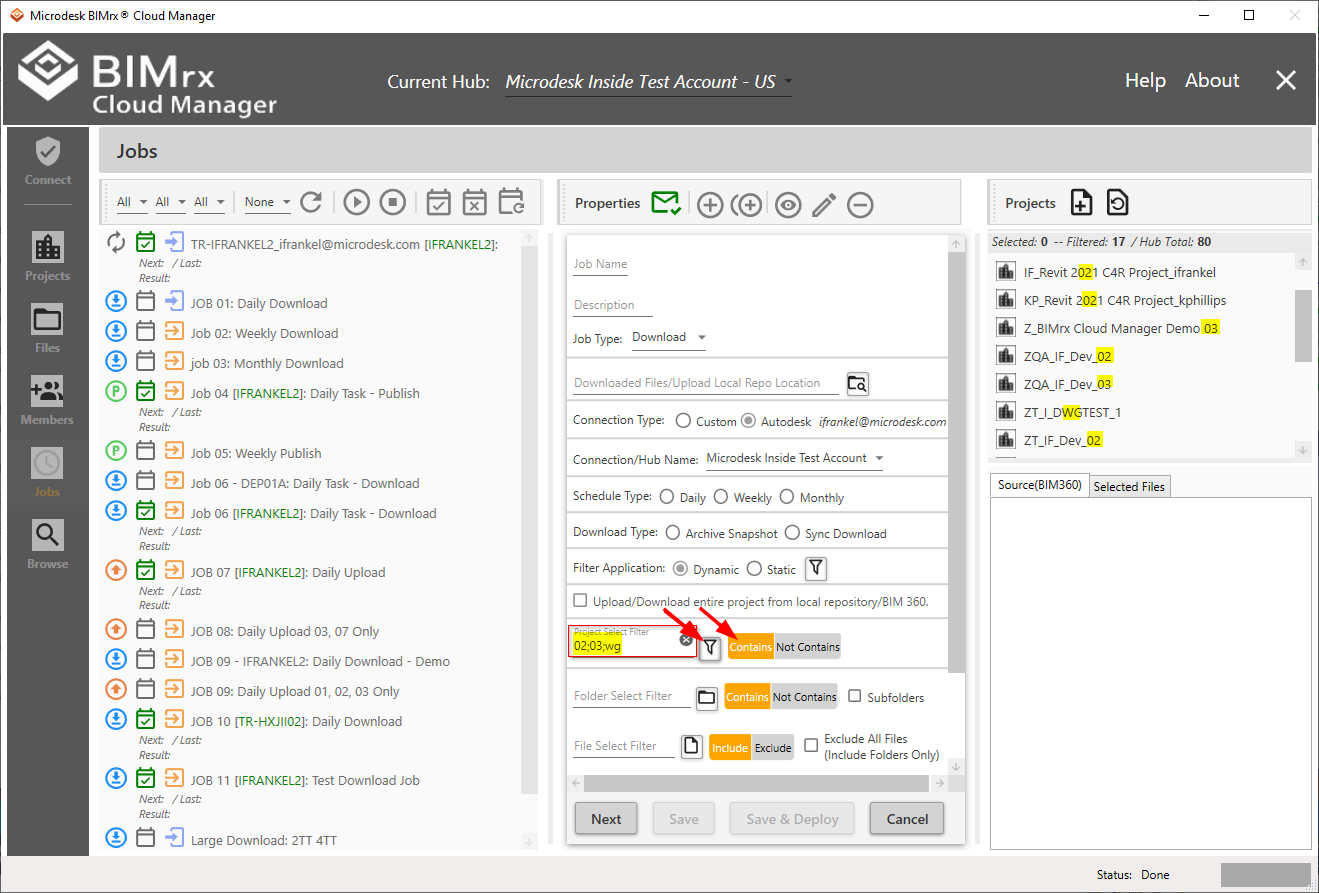 Microdesk BIMrx® Cloud Manager
BIMrx
Cloud Manager
Current Hub: Microdesk Inside Test Account - US
Help About
Connect
Projects
Files
Members
Jobs
Browse
Jobs
All All All None
TR-IFRANKEL2_ifrankel@microdesk.com [IFRANKEL2]:
Next: / Last:
Result:
JOB 01: Daily Download
Job 02: Weekly Download
job 03: Monthly Download
P Job 04 [IFRANKEL2]: Daily Task - Publish
Next: / Last:
Result:
P Job 05: Weekly Publish
Job 06 - DEP01A: Daily Task - Download
Job 06 [IFRANKEL2]: Daily Task - Download
Next: / Last:
Result:
JOB 07 [IFRANKEL2]: Daily Upload
Next: / Last:
Result:
JOB 08: Daily Upload 03, 07 Only
JOB 09 - IFRANKEL2: Daily Download - Demo
JOB 09: Daily Upload 01, 02, 03 Only
JOB 10 [TR-HXJII02]: Daily Download
Next: / Last:
Result:
JOB 11 [IFRANKEL2]: Test Download Job
Next: / Last:
Result:
Large Download: 2TT 4TT
Properties
Job Name
Description
Job Type: Download
Downloaded Files/Upload Local Repo Location
Connection Type: Custom Autodesk ifrankel@microdesk.com
Connection/Hub Name: Microdesk Inside Test Account
Schedule Type: Daily Weekly Monthly
Download Type: Archive Snapshot Sync Download
Filter Application: Dynamic Static
Upload/Download entire project from local repository/BIM 360.
Project Select Filter
02;03;wg Contains Not Contains
Folder Select Filter Contains Not Contains Subfolders
File Select Filter Include Exclude Exclude All Files
(Include Folders Only)
Next Save Save & Deploy Cancel
Projects
Selected: 0 -- Filtered: 17 / Hub Total: 80
IF_Revit 2021 C4R Project_ifrankel
KP_Revit 2021 C4R Project_kphillips
Z_BIMrx Cloud Manager Demo 03
ZQA_IF_Dev_02
ZQA_IF_Dev_03
ZT_I_DWGTEST_1
ZT_IF_Dev_02
Source(BIM360) Selected Files
Status: Done